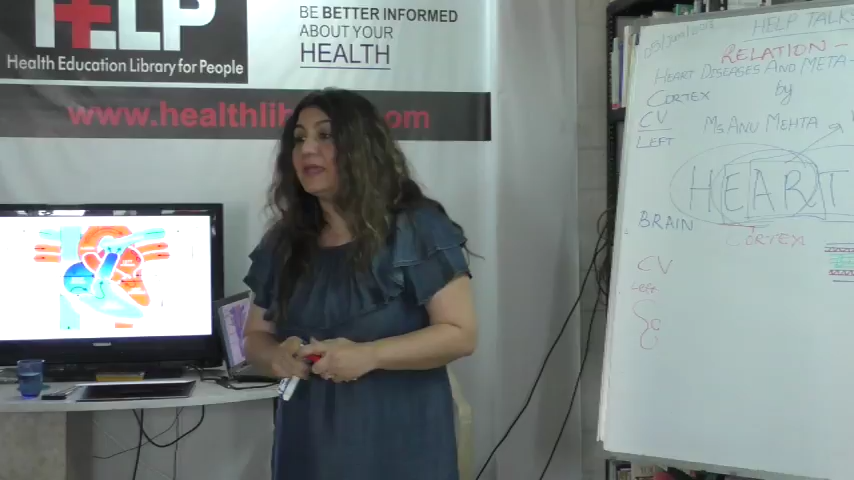 HELP
Health Education Library for People
BE BETTER INFORMED
ABOUT YOUR
HEALTH
www.healthlib
com
HELP TALKS
RELATION -
HEART DISEASES AND META-
CORTEX
by
CV
LEFT
Ms ANU MEHTA
HEART
BRAIN
CORTEX
CV
Left